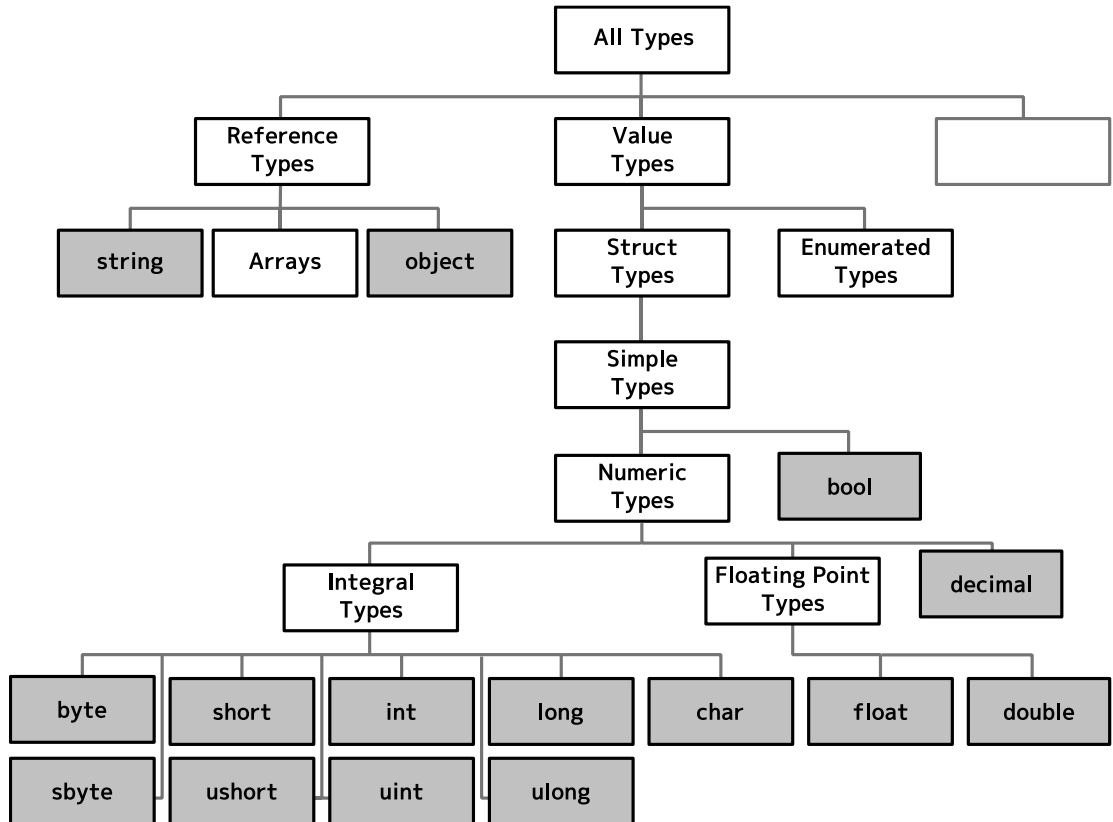 All Types
Reference
Types
Value
Types
string
Arrays
object
Struct
Types
Enumerated
Types
Simple
Types
Numeric
Types
bool
Integral
Types
Floating Point
Types
decimal
byte
short
int
long
char
float
double
sbyte
ushort
uint
ulong